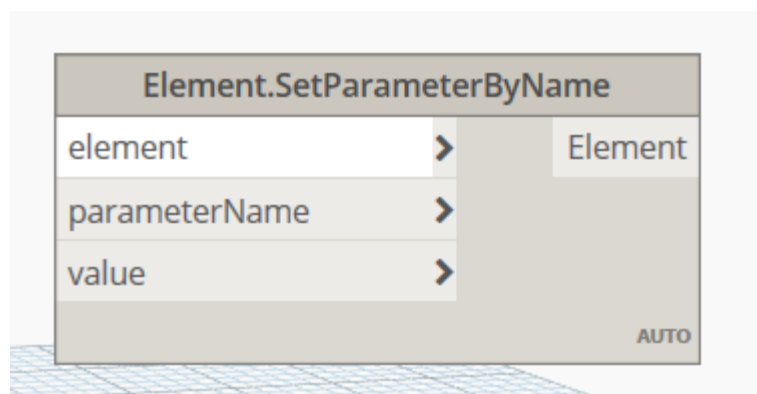 Element.SetParameterByName
element
Element
parameterName
value
AUTO